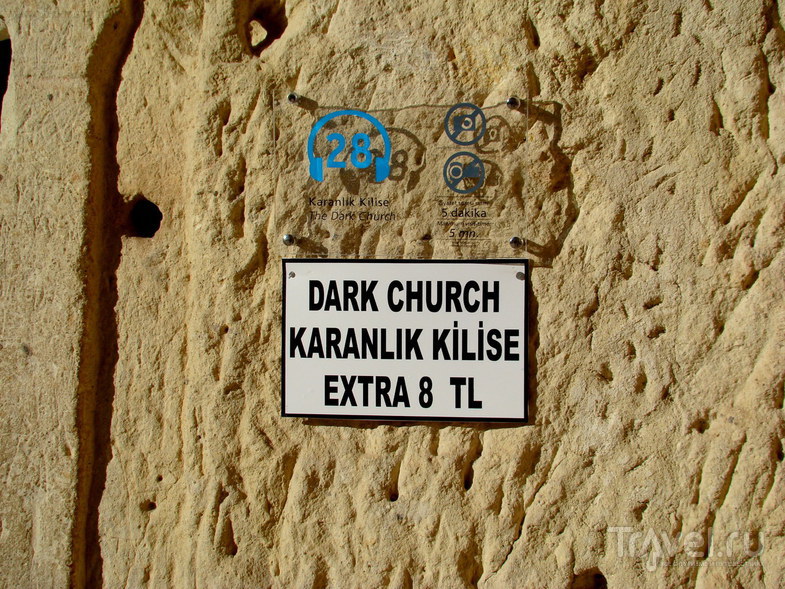 28
Karanlık Kilise
The Dark Church
5 dakika
5 min.
DARK CHURCH
KARANLIK KİLİSE
EXTRA 8 TL
Travel.ru